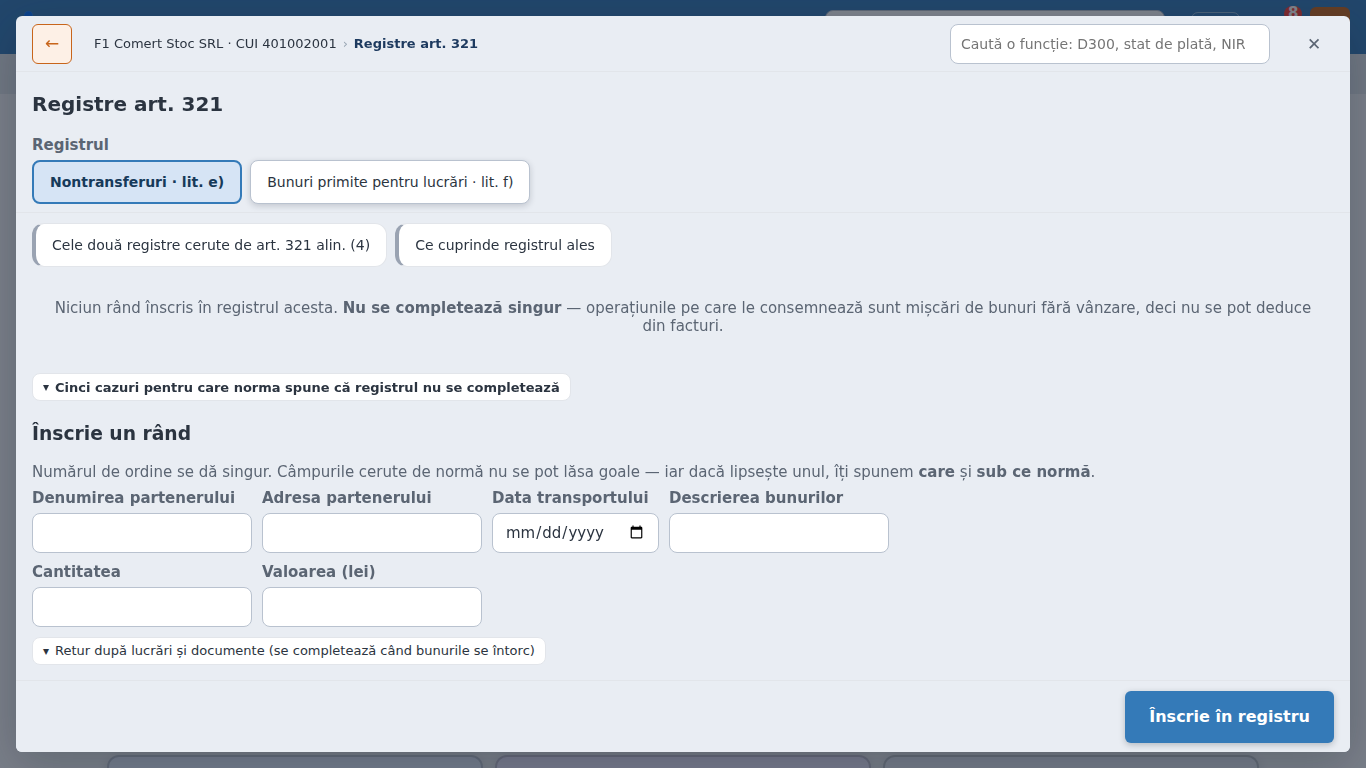 8
←
F1 Comert Stoc SRL · CUI 401002001 › Registre art. 321
Caută o funcție: D300, stat de plată, NIR
✕
Registre art. 321
Registrul
Nontransferuri · lit. e)
Bunuri primite pentru lucrări · lit. f)
Cele două registre cerute de art. 321 alin. (4)
Ce cuprinde registrul ales
Niciun rând înscris în registrul acesta. Nu se completează singur — operațiunile pe care le consemnează sunt mișcări de bunuri fără vânzare, deci nu se pot deduce
din facturi.
▾ Cinci cazuri pentru care norma spune că registrul nu se completează
Înscrie un rând
Numărul de ordine se dă singur. Câmpurile cerute de normă nu se pot lăsa goale — iar dacă lipsește unul, îți spunem care și sub ce normă.
Denumirea partenerului
Adresa partenerului
Data transportului
Descrierea bunurilor
mm/dd/yyyy
Cantitatea
Valoarea (lei)
▾ Retur după lucrări și documente (se completează când bunurile se întorc)
Înscrie în registru